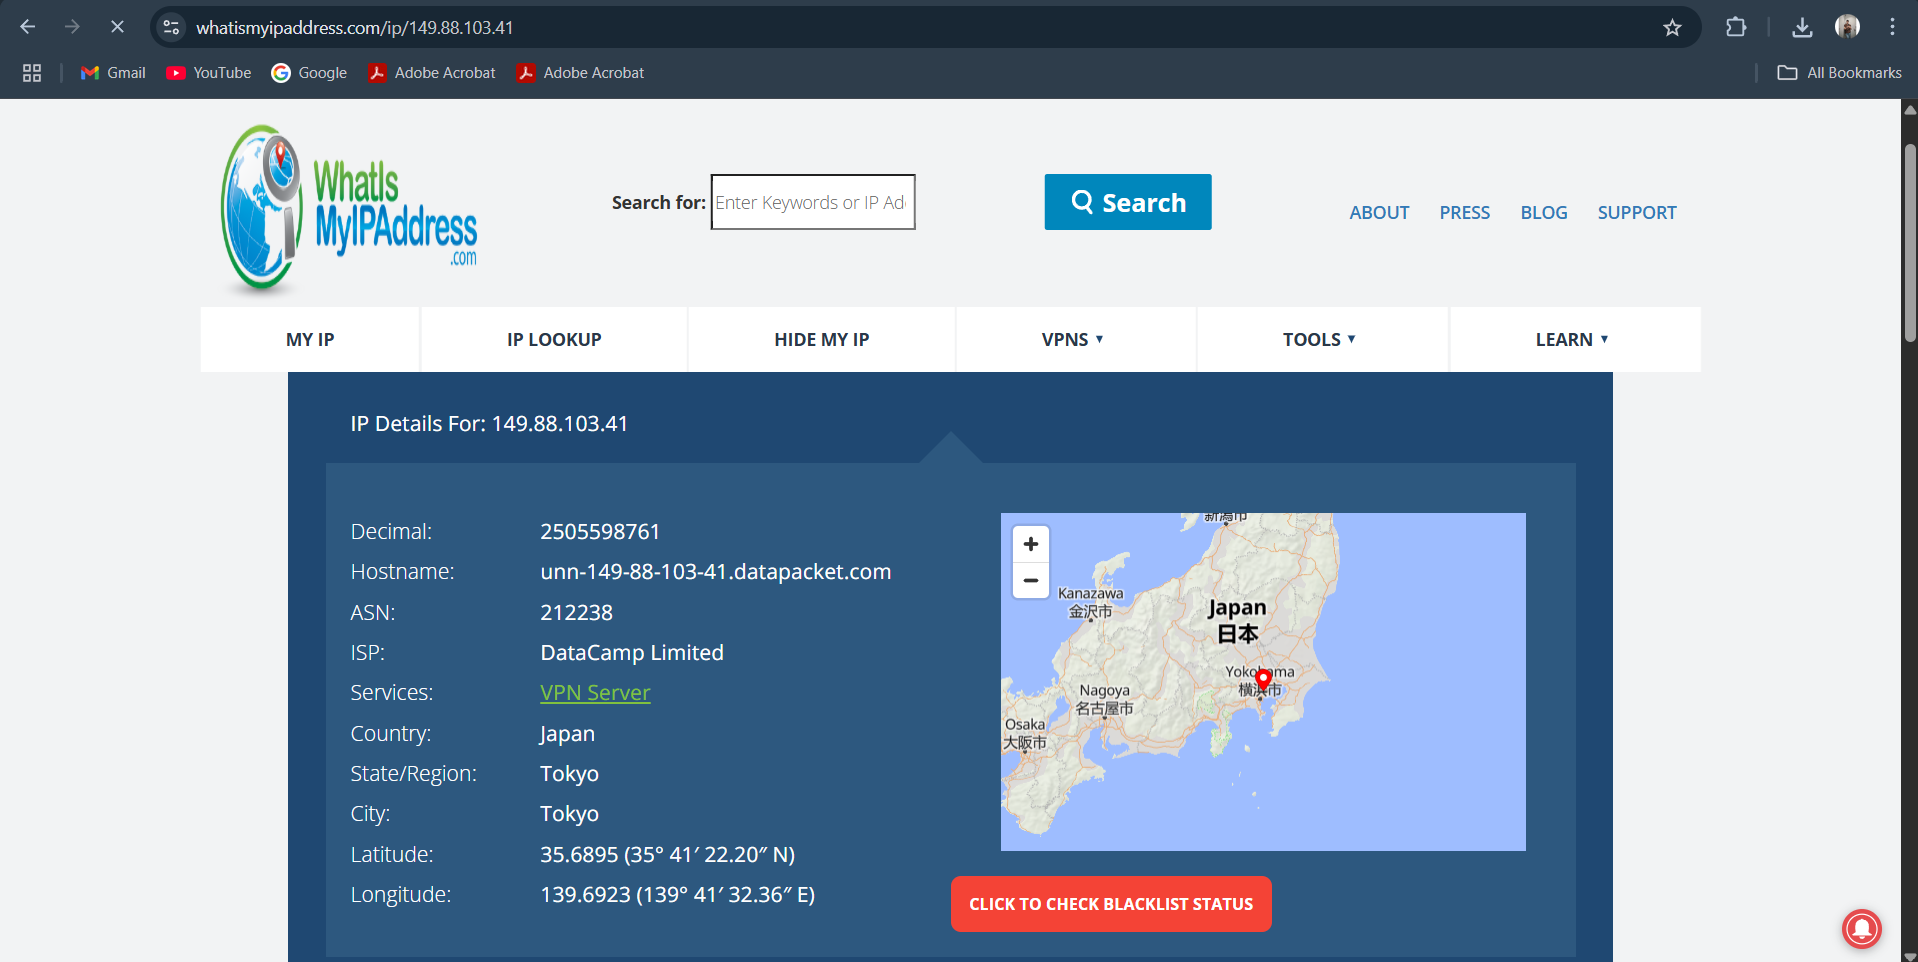 whatismyipaddress.com/ip/149.88.103.41
Gmail
YouTube
Google
Adobe Acrobat
Adobe Acrobat
All Bookmarks
WhatIs
MyIPAddress
.com
Search for:
Enter Keywords or IP Ad
Search
ABOUT
PRESS
BLOG
SUPPORT
MY IP
IP LOOKUP
HIDE MY IP
VPNS
TOOLS
LEARN
IP Details For: 149.88.103.41
Decimal: 2505598761
Hostname: unn-149-88-103-41.datapacket.com
ASN: 212238
ISP: DataCamp Limited
Services: VPN Server
Country: Japan
State/Region: Tokyo
City: Tokyo
Latitude: 35.6895 (35° 41′ 22.20″ N)
Longitude: 139.6923 (139° 41′ 32.36″ E)
+
−
新潟市
Kanazawa
金沢市
Japan
日本
Yokohama
横浜市
Nagoya
名古屋市
Osaka
大阪市
CLICK TO CHECK BLACKLIST STATUS